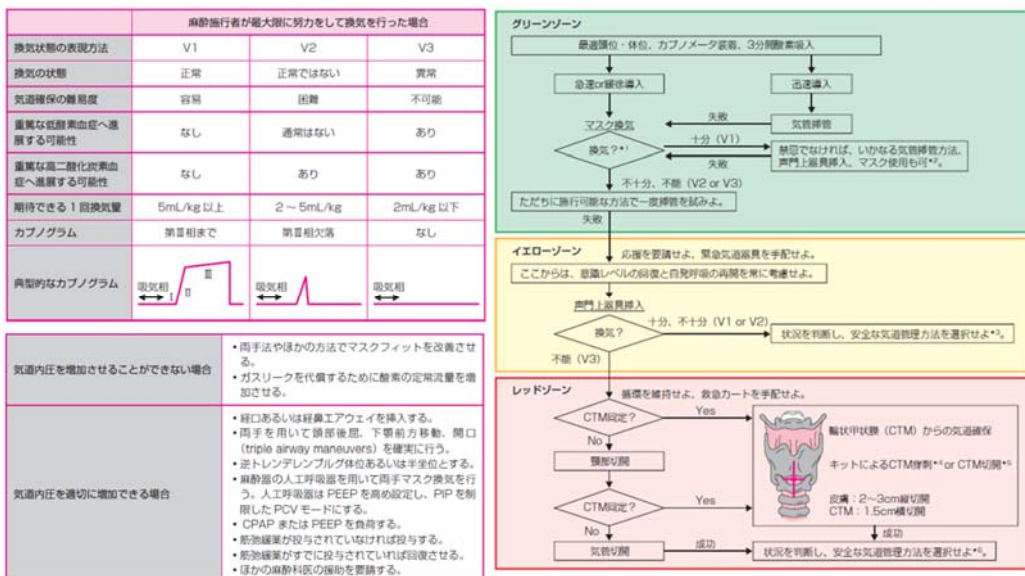 麻酔施行者が最大限に努力をして換気を行った場合
換気状態の表現方法 V1 V2 V3
換気の状態 正常 正常ではない 異常
気道確保の難易度 容易 困難 不可能
重篤な低酸素血症へ進
展する可能性 なし 通常はない あり
重篤な高二酸化炭素血
症へ進展する可能性 なし あり あり
期待できる1回換気量 5mL/kg以上 2〜5mL/kg 2mL/kg以下
カプノグラム 第Ⅲ相まで 第Ⅲ相欠落 なし
典型的なカプノグラム 吸気相 Ⅰ Ⅱ Ⅲ 吸気相 吸気相
気道内圧を増加させることができない場合
・両手法やほかの方法でマスクフィットを改善させ
る。
・ガスリークを代償するために酸素の定常流量を増
加させる。
気道内圧を適切に増加できる場合
・経口あるいは経鼻エアウェイを挿入する。
・両手を用いて頭部後屈、下顎前方移動、開口
(triple airway maneuvers)を確実に行う。
・逆トレンデレンブルグ体位あるいは半坐位とする。
・麻酔器の人工呼吸器を用いて両手マスク換気を行
う。人工呼吸器は PEEP を高め設定し、PIP を制
限した PCV モードにする。
・CPAP または PEEP を負荷する。
・筋弛緩薬が投与されていなければ投与する。
・筋弛緩薬がすでに投与されていれば回復させる。
・ほかの麻酔科医の援助を要請する。
グリーンゾーン
最適頭位・体位、カプノメータ装着、3分間酸素吸入
急速or緩徐導入
迅速導入
マスク換気
失敗
気管挿管
換気?*1
十分(V1)
失敗
禁忌でなければ、いかなる気管挿管方法、
声門上器具挿入、マスク使用も可*2。
不十分、不能(V2 or V3)
ただちに施行可能な方法で一度挿管を試みよ。
失敗
イエローゾーン
応援を要請せよ、緊急気道器具を手配せよ。
ここからは、意識レベルの回復と自発呼吸の再開を常に考慮せよ。
声門上器具挿入
換気?
十分、不十分(V1 or V2)
状況を判断し、安全な気道管理方法を選択せよ*3。
不能(V3)
レッドゾーン
循環を維持せよ、救急カートを手配せよ。
CTM同定?
Yes
輪状甲状膜(CTM)からの気道確保
No
キットによるCTM穿刺*4 or CTM切開*5
頸部切開
皮膚:2〜3cm縦切開
CTM:1.5cm横切開
CTM同定?
Yes
No
成功
気管切開
成功
状況を判断し、安全な気道管理方法を選択せよ*6。